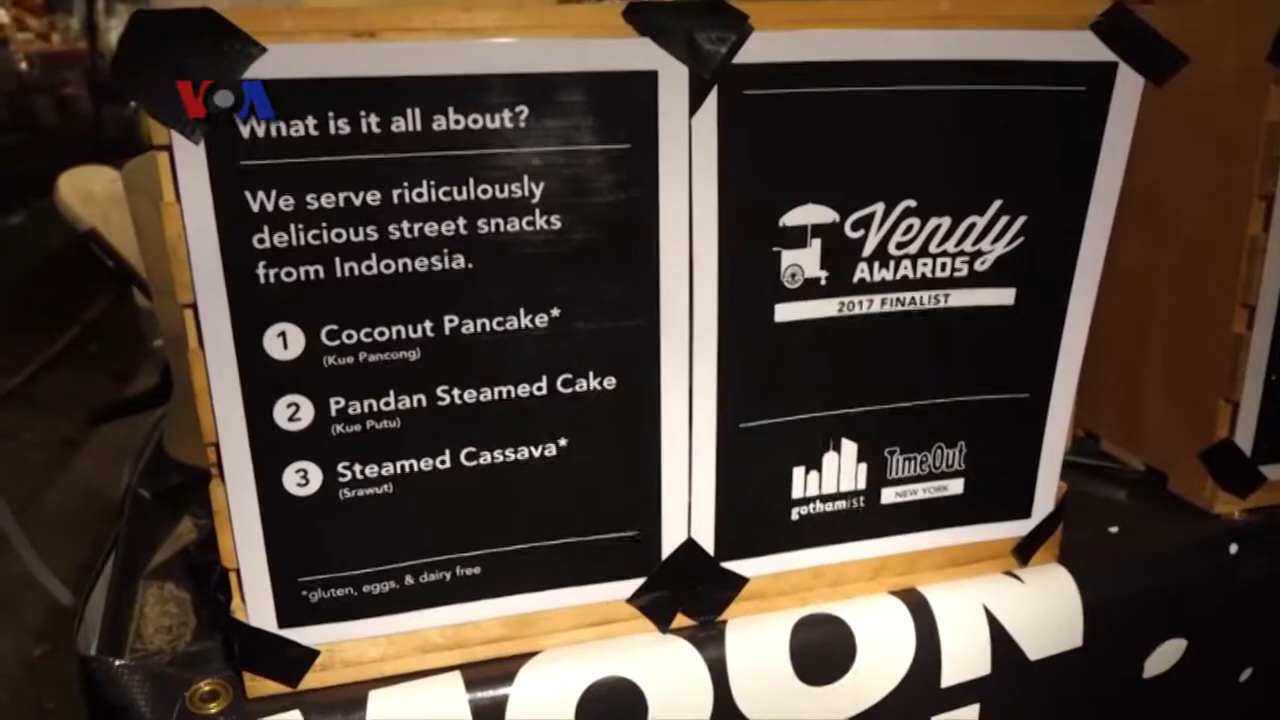 VOA
What is it all about?
We serve ridiculously
delicious street snacks
from Indonesia.
1 Coconut Pancake*
(Kue Pancong)
2 Pandan Steamed Cake
(Kue Putu)
3 Steamed Cassava*
(Srawut)
*gluten, eggs, & dairy free
Vendy
AWARDS
2017 FINALIST
gothamist
TimeOut
NEW YORK
MOON